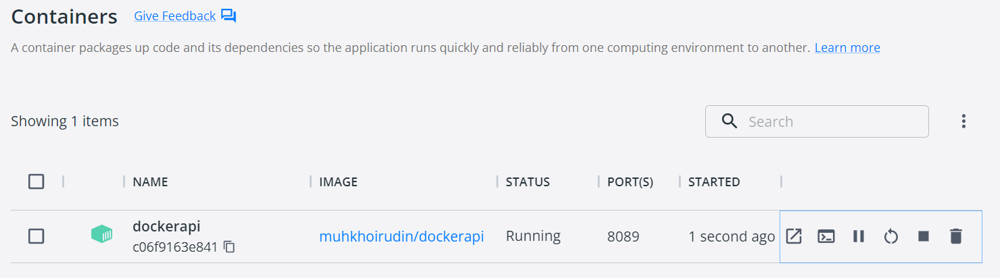 Containers Give Feedback
A container packages up code and its dependencies so the application runs quickly and reliably from one computing environment to another. Learn more
Showing 1 items
Search
NAME IMAGE STATUS PORT(S) STARTED
dockerapi
c06f9163e841
muhkhoirudin/dockerapi Running 8089 1 second ago